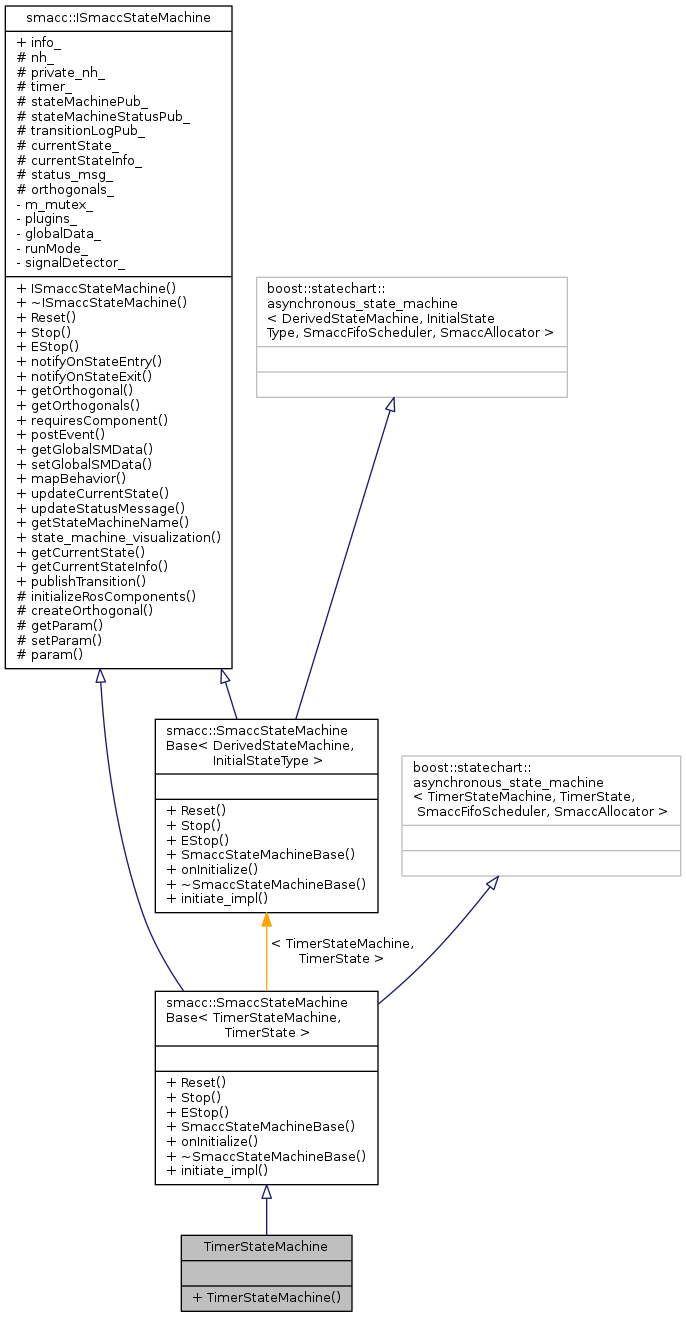 smacc::ISmaccStateMachine
+ info_
# nh_
# private_nh_
# timer_
# stateMachinePub_
# stateMachineStatusPub_
# transitionLogPub_
# currentState_
# currentStateInfo_
# status_msg_
# orthogonals_
- m_mutex_
- plugins_
- globalData_
- runMode_
- signalDetector_
+ ISmaccStateMachine()
+ ~ISmaccStateMachine()
+ Reset()
+ Stop()
+ EStop()
+ notifyOnStateEntry()
+ notifyOnStateExit()
+ getOrthogonal()
+ getOrthogonals()
+ requiresComponent()
+ postEvent()
+ getGlobalSMData()
+ setGlobalSMData()
+ mapBehavior()
+ updateCurrentState()
+ updateStatusMessage()
+ getStateMachineName()
+ state_machine_visualization()
+ getCurrentState()
+ getCurrentStateInfo()
+ publishTransition()
# initializeRosComponents()
# createOrthogonal()
# getParam()
# setParam()
# param()
boost::statechart::
asynchronous_state_machine
< DerivedStateMachine, InitialState
Type, SmaccFifoScheduler, SmaccAllocator >
smacc::SmaccStateMachine
Base< DerivedStateMachine,
InitialStateType >
+ Reset()
+ Stop()
+ EStop()
+ SmaccStateMachineBase()
+ onInitialize()
+ ~SmaccStateMachineBase()
+ initiate_impl()
boost::statechart::
asynchronous_state_machine
< TimerStateMachine, TimerState,
SmaccFifoScheduler, SmaccAllocator >
< TimerStateMachine,
TimerState >
smacc::SmaccStateMachine
Base< TimerStateMachine,
TimerState >
+ Reset()
+ Stop()
+ EStop()
+ SmaccStateMachineBase()
+ onInitialize()
+ ~SmaccStateMachineBase()
+ initiate_impl()
TimerStateMachine
+ TimerStateMachine()